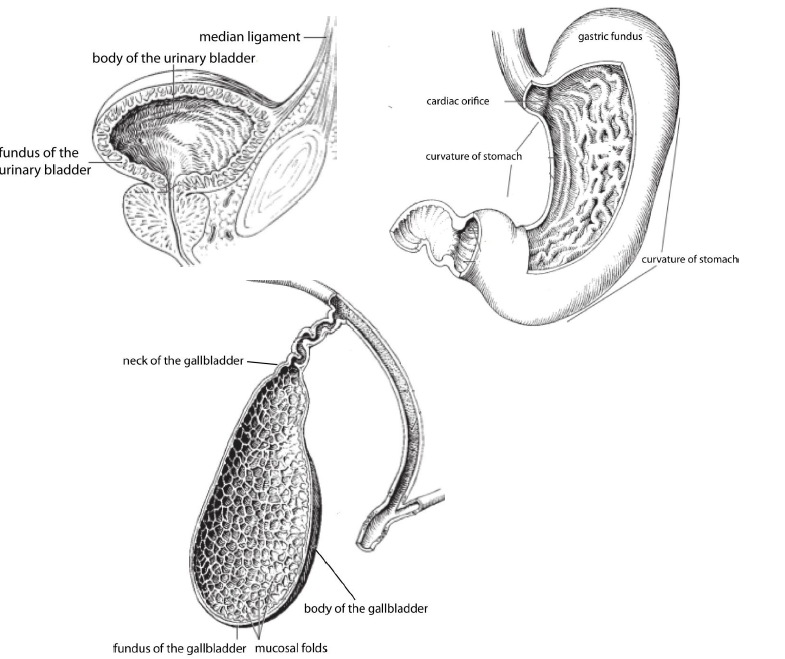 median ligament
body of the urinary bladder
fundus of the
urinary bladder
gastric fundus
cardiac orifice
curvature of stomach
curvature of stomach
neck of the gallbladder
body of the gallbladder
fundus of the gallbladder
mucosal folds